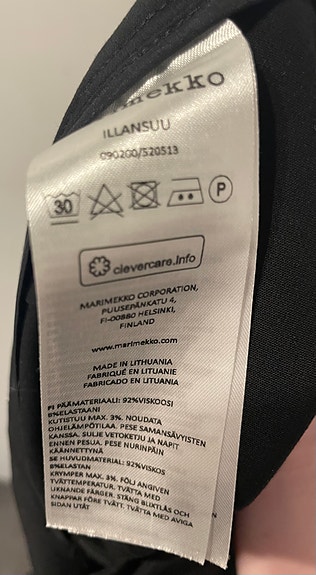 marimekko
ILLANSUU
090200/520513
30 P
clevercare.info
MARIMEKKO CORPORATION,
PUUSEPÄNKATU 4,
FI-00880 HELSINKI,
FINLAND
www.marimekko.com
MADE IN LITHUANIA
FABRIQUÉ EN LITUANIE
FABRICADO EN LITUANIA
FI PÄÄMATERIAALI: 92%VISKOOSI
8%ELASTAANI
KUTISTUU MAX. 3%. NOUDATA
OHJELÄMPÖTILAA. PESE SAMANSÄVYISTEN
KANSSA. SULJE VETOKETJU JA NAPIT
ENNEN PESUA. PESE NURINPÄIN
KÄÄNNETTYNÄ
SE HUVUDMATERIAL: 92%VISKOS
8%ELASTAN
KRYMPER MAX. 3% FÖLJ ANGIVEN
TVÄTTEMPERATUR. TVÄTTA MED
LIKNANDE FÄRGER. STÄNG BLIXTLÅS OCH
KNAPPAR FÖRE TVÄTT. TVÄTTA MED AVIGA
SIDAN UTÅT